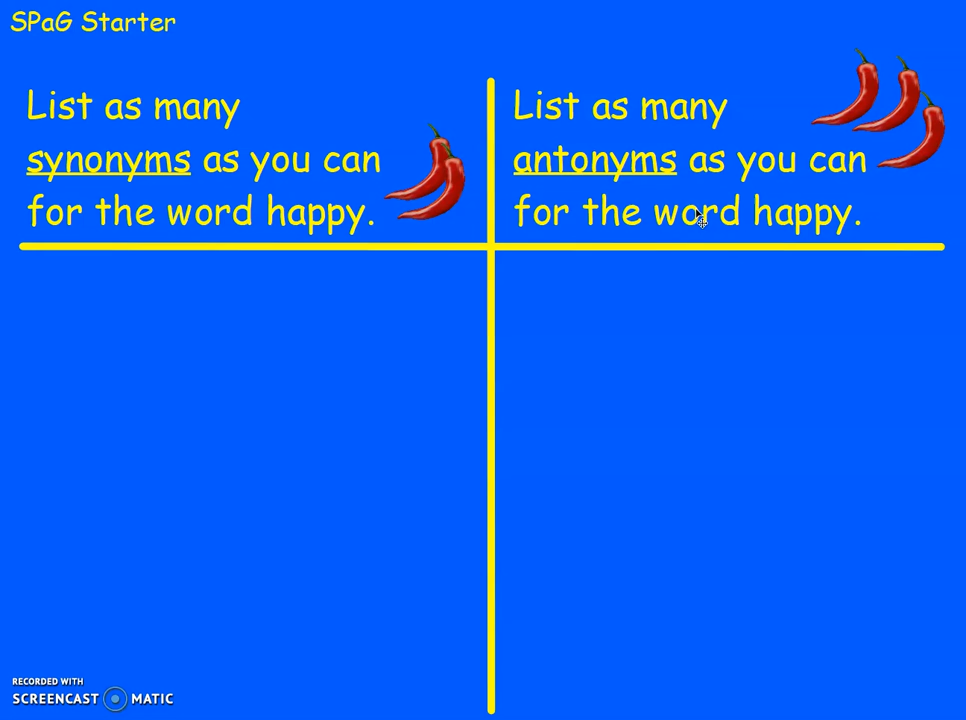 SPaG Starter
List as many
synonyms as you can
for the word happy.
List as many
antonyms as you can
for the word happy.
RECORDED WITH
SCREENCAST MATIC